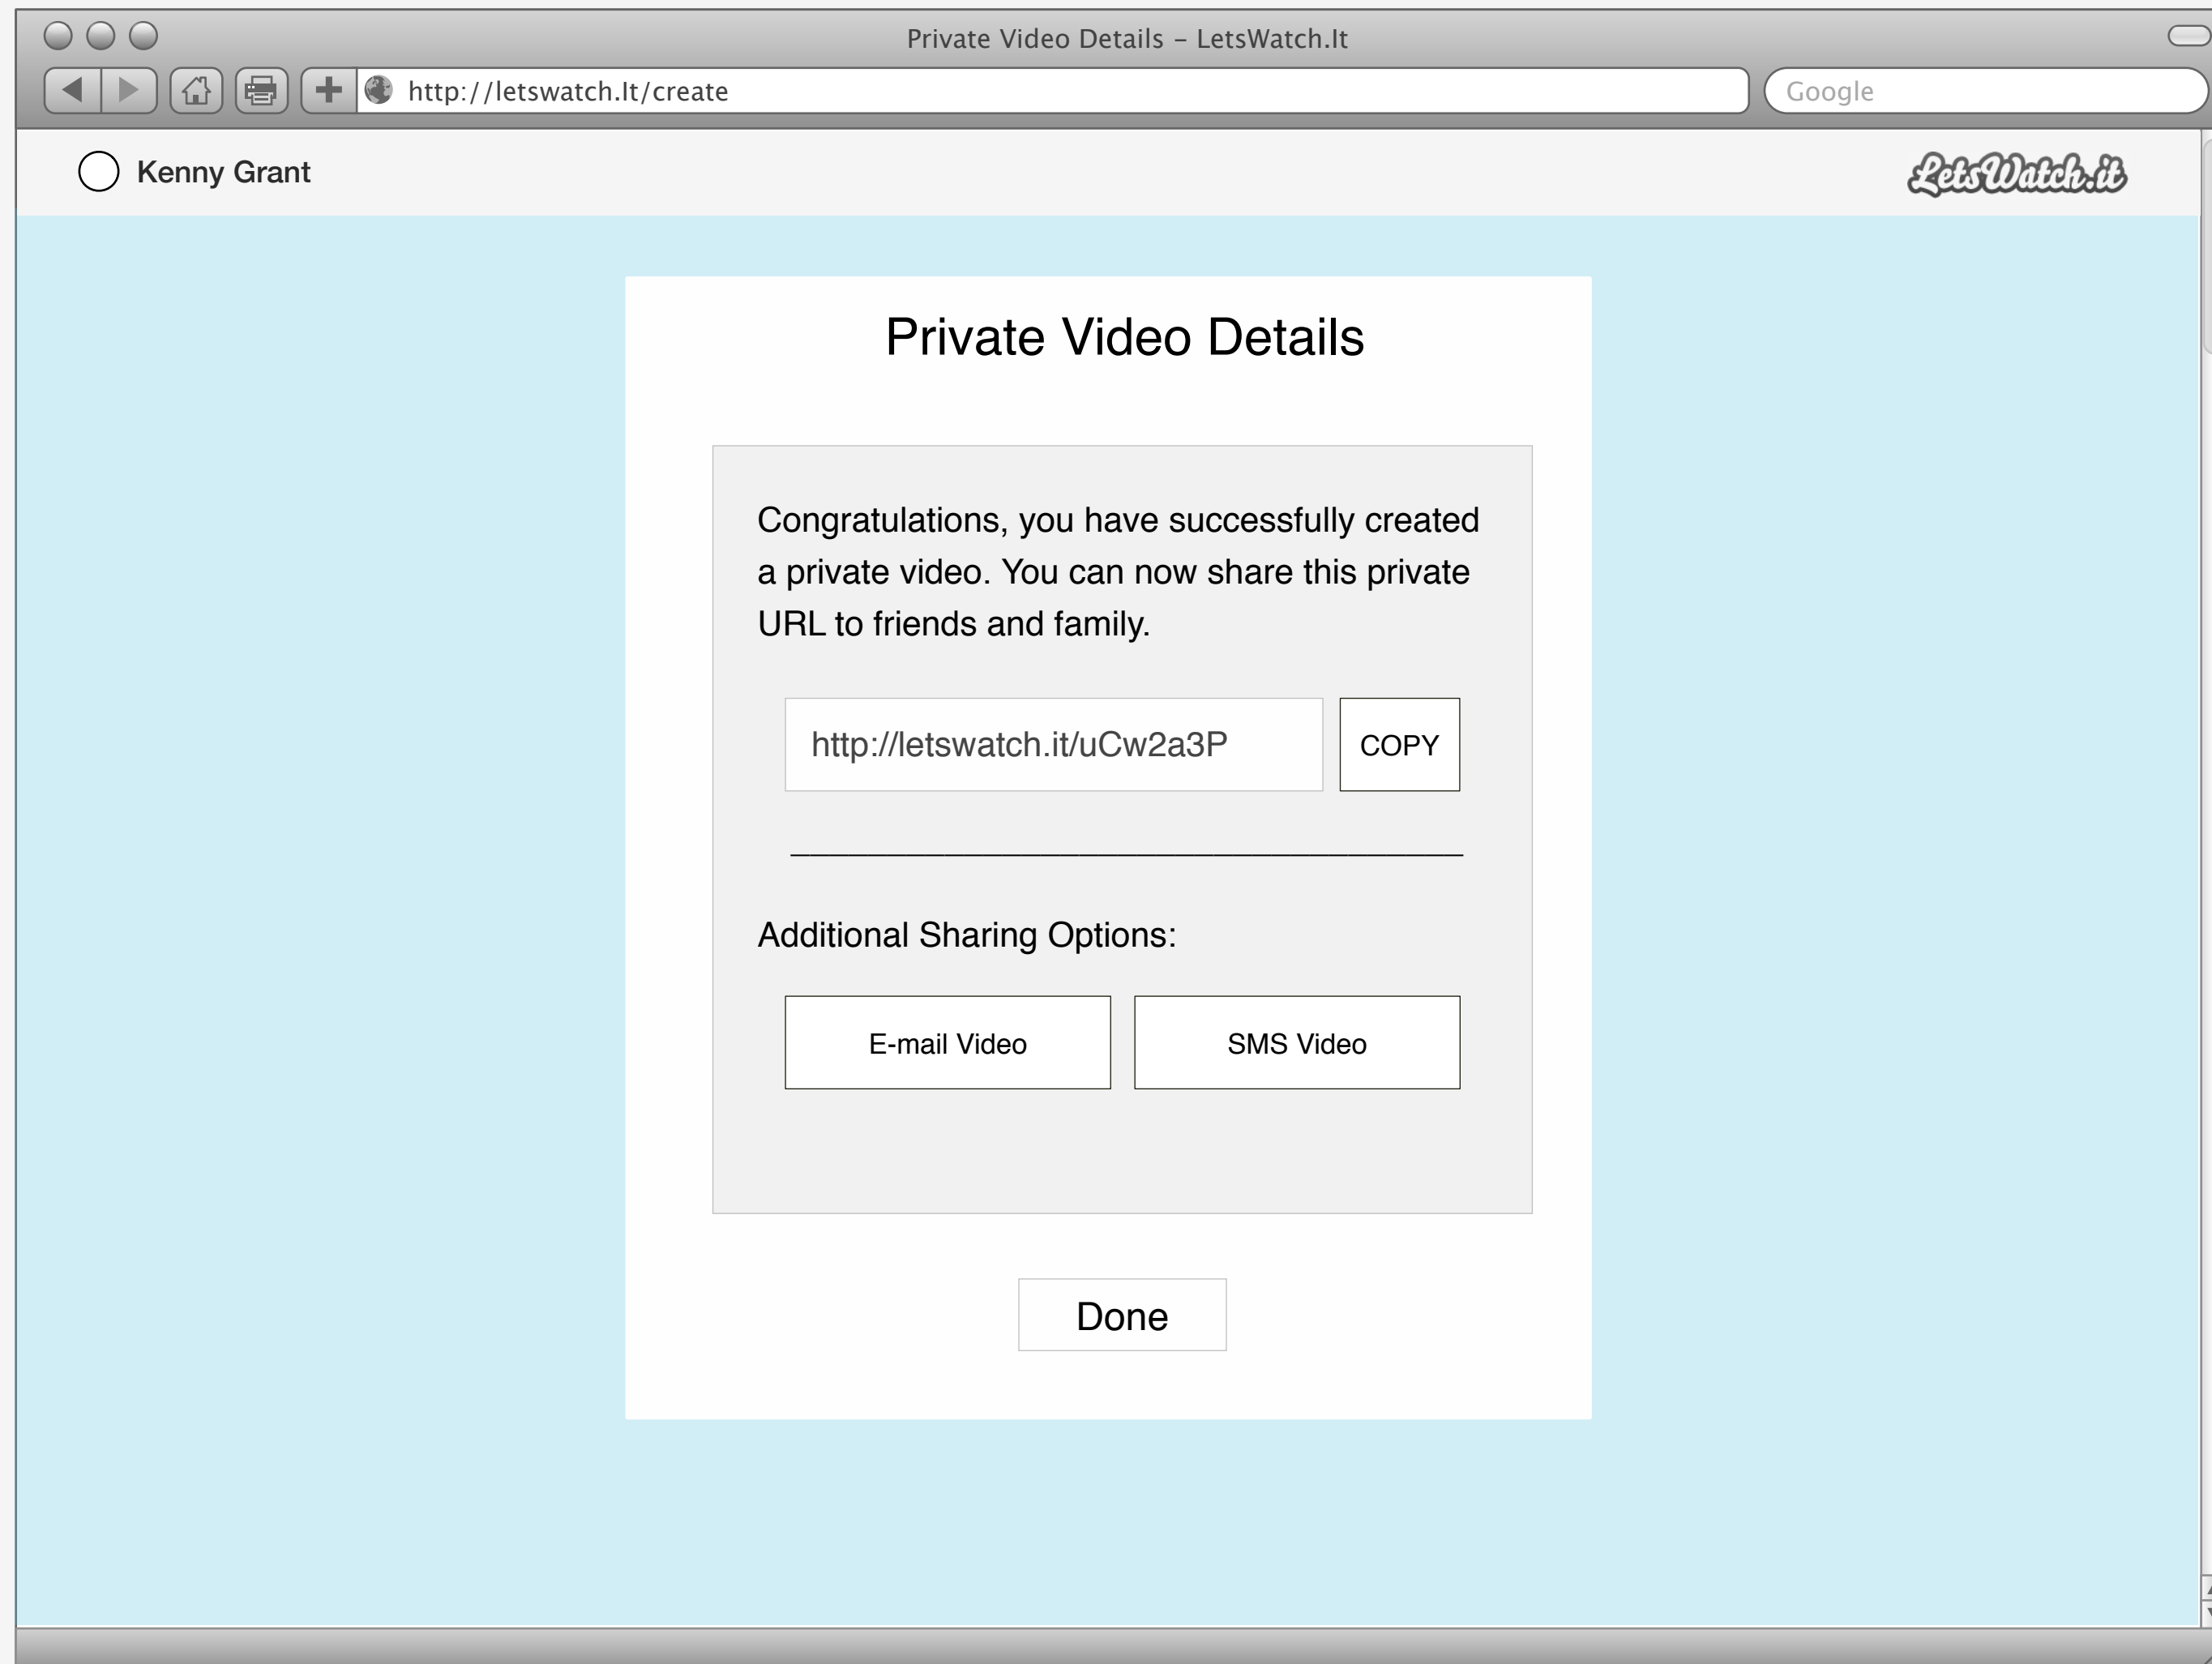 Private Video Details – LetsWatch.It
http://letswatch.It/create
Google
Kenny Grant
LetsWatch.it
Private Video Details
Congratulations, you have successfully created
a private video. You can now share this private
URL to friends and family.
http://letswatch.it/uCw2a3P
COPY
Additional Sharing Options:
E-mail Video
SMS Video
Done